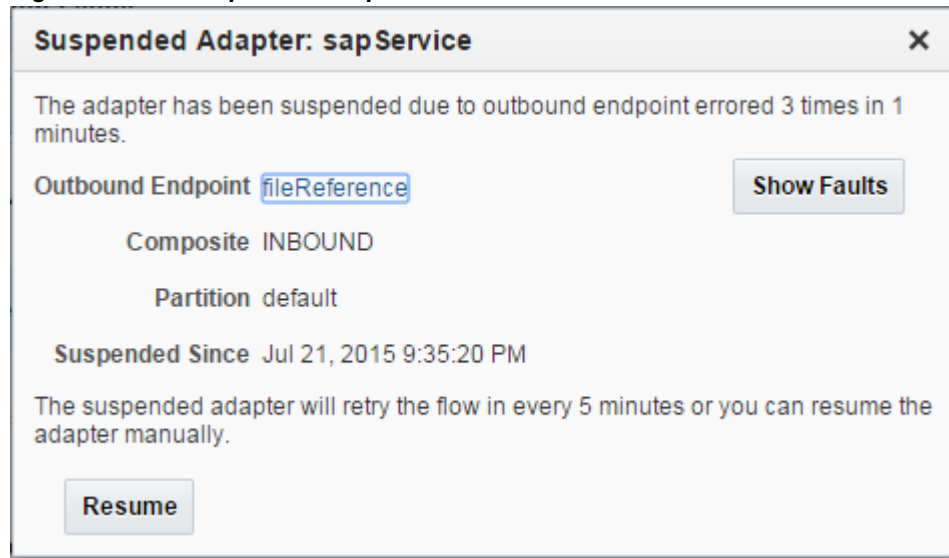 Suspended Adapter: sapService
The adapter has been suspended due to outbound endpoint errored 3 times in 1
minutes.
Outbound Endpoint fileReference Show Faults
Composite INBOUND
Partition default
Suspended Since Jul 21, 2015 9:35:20 PM
The suspended adapter will retry the flow in every 5 minutes or you can resume the
adapter manually.
Resume